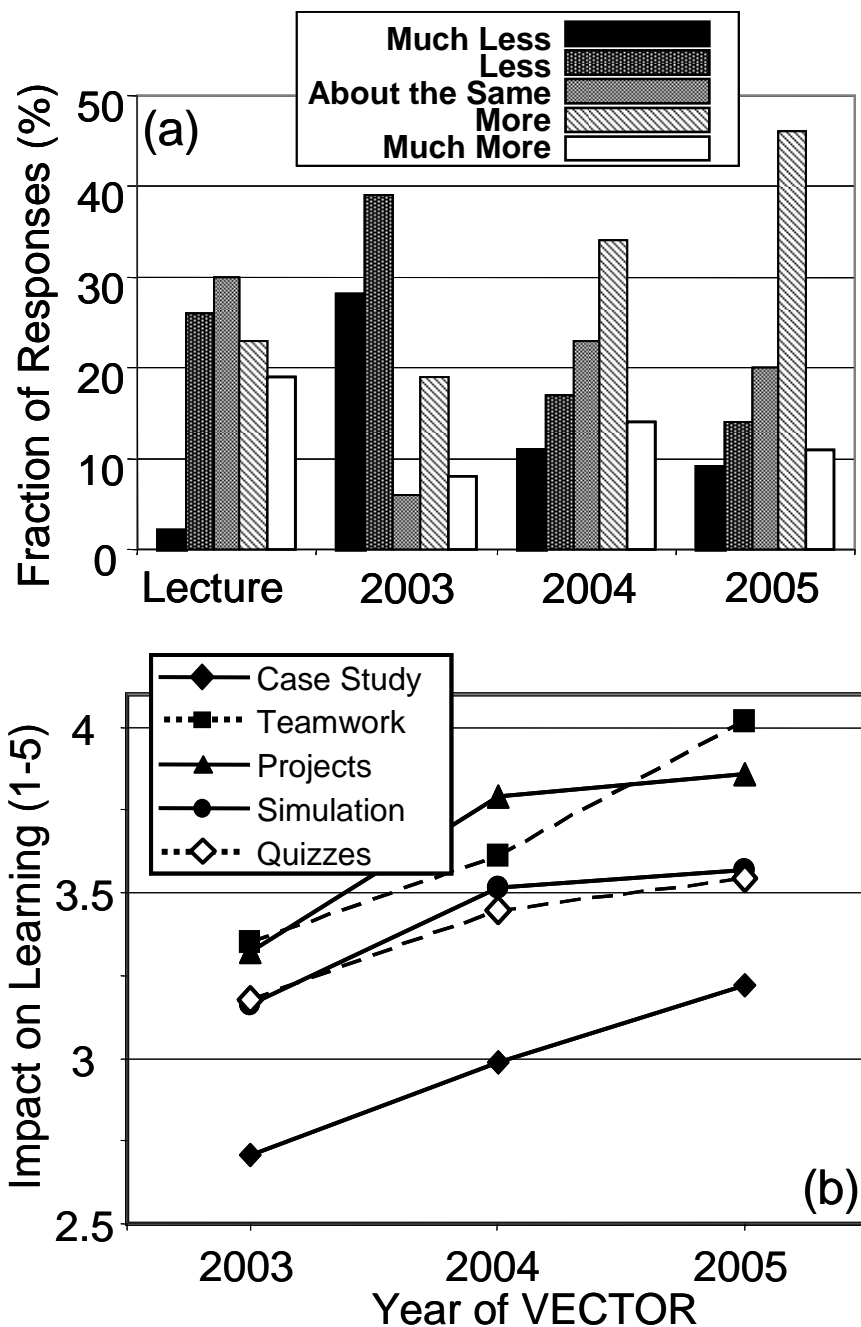 Much Less
Less
About the Same
More
Much More
(a)
Fraction of Responses (%)
50
40
30
20
10
0
Lecture 2003 2004 2005
Case Study
Teamwork
Projects
Simulation
Quizzes
Impact on Learning (1-5)
4
3.5
3
2.5
(b)
2003 2004 2005
Year of VECTOR